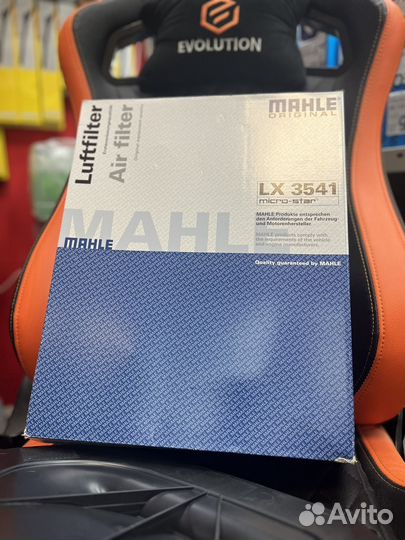 EVOLUTION
Luftfilter
Air filter
MAHLE
ORIGINAL
LX 3541
micro-star
MAHLE Produkte entsprechen
den Anforderungen der Fahrzeug-
und Motorenhersteller.
MAHLE products comply with
the requirements of the vehicle
and engine manufacturers.
MAHLE
MAHLE
Quality guaranteed by MAHLE
Avito